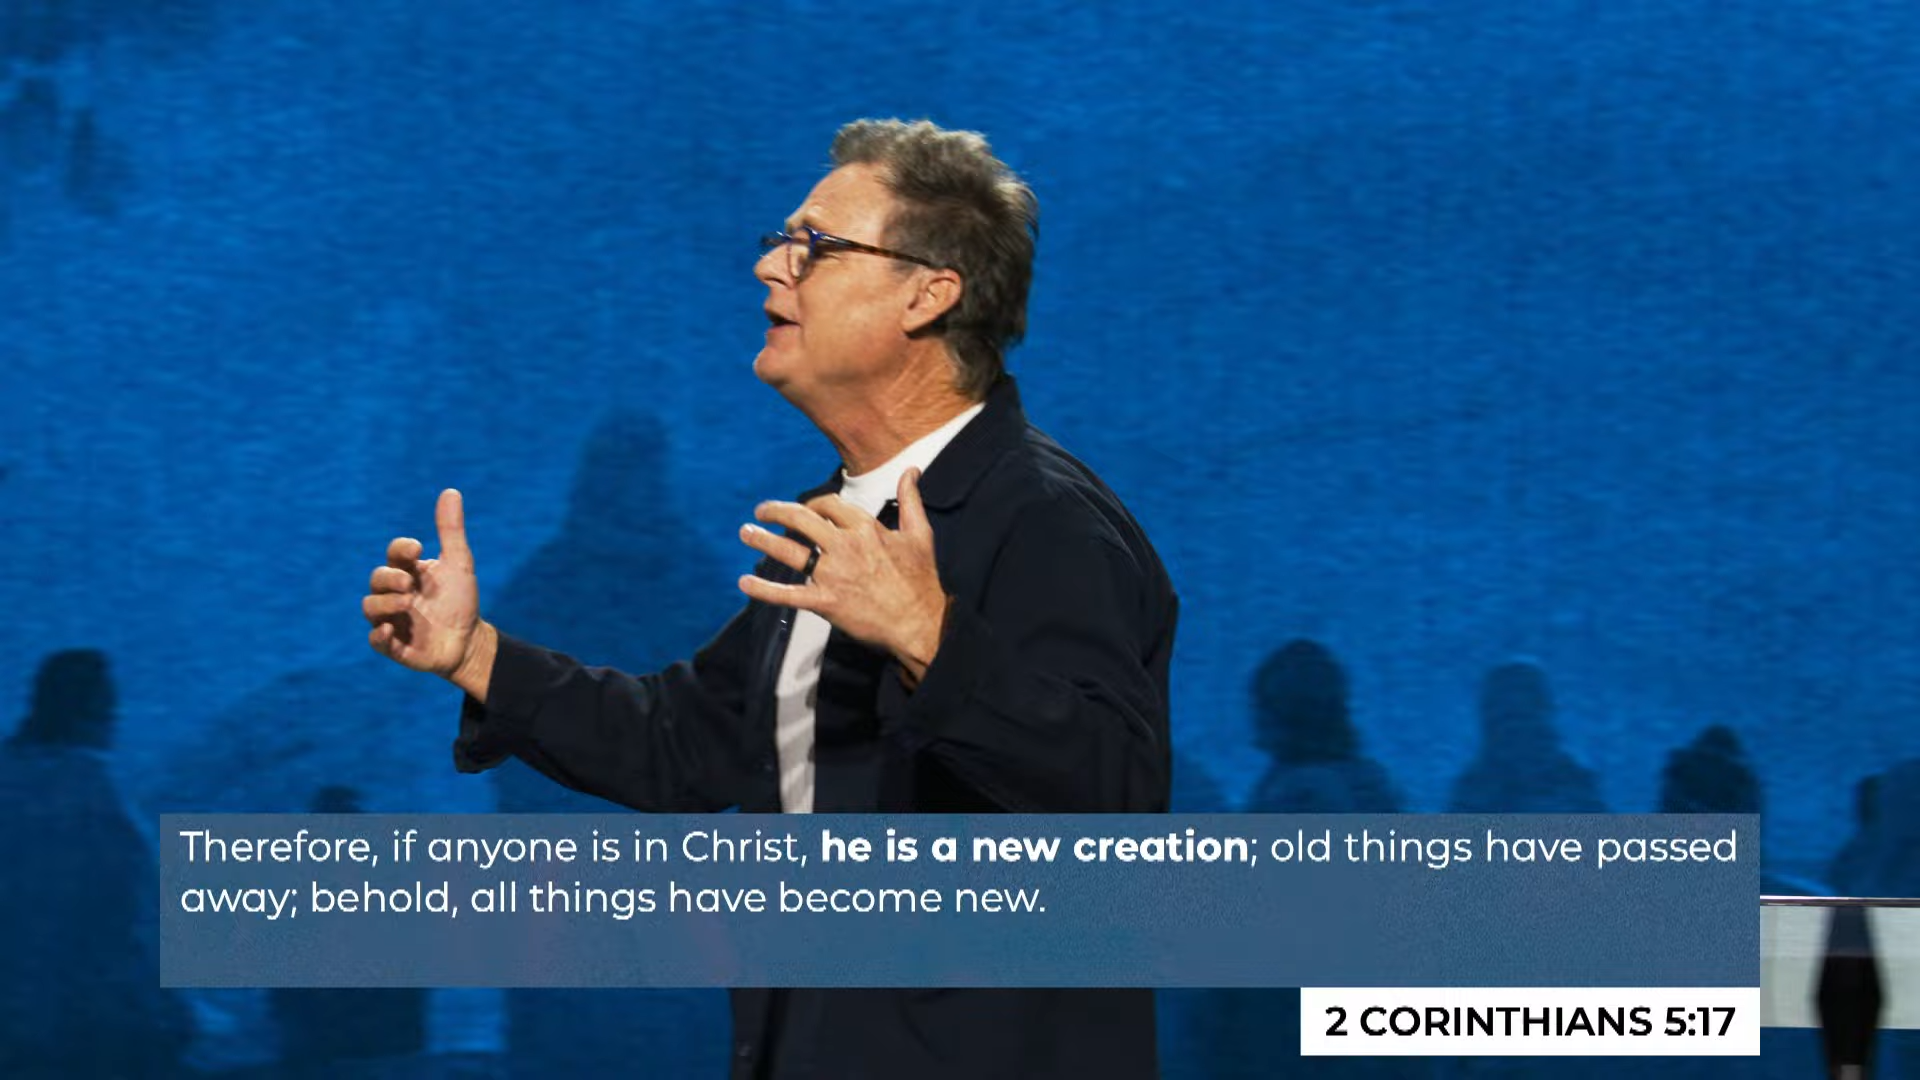 Therefore, if anyone is in Christ, he is a new creation; old things have passed
away; behold, all things have become new.
2 CORINTHIANS 5:17